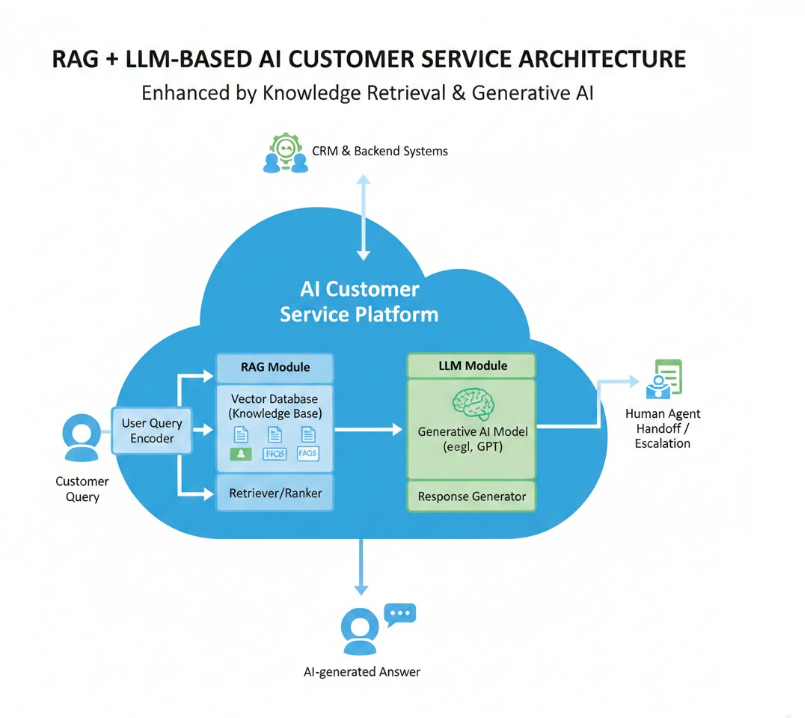 RAG + LLM-BASED AI CUSTOMER SERVICE ARCHITECTURE
Enhanced by Knowledge Retrieval & Generative AI
CRM & Backend Systems
AI Customer
Service Platform
RAG Module
Vector Database
(Knowledge Base)
FAGS
Retriever/Ranker
LLM Module
Generative AI Model
(eegl, GPT)
Response Generator
User Query
Encoder
Customer
Query
Human Agent
Handoff /
Escalation
AI-generated Answer